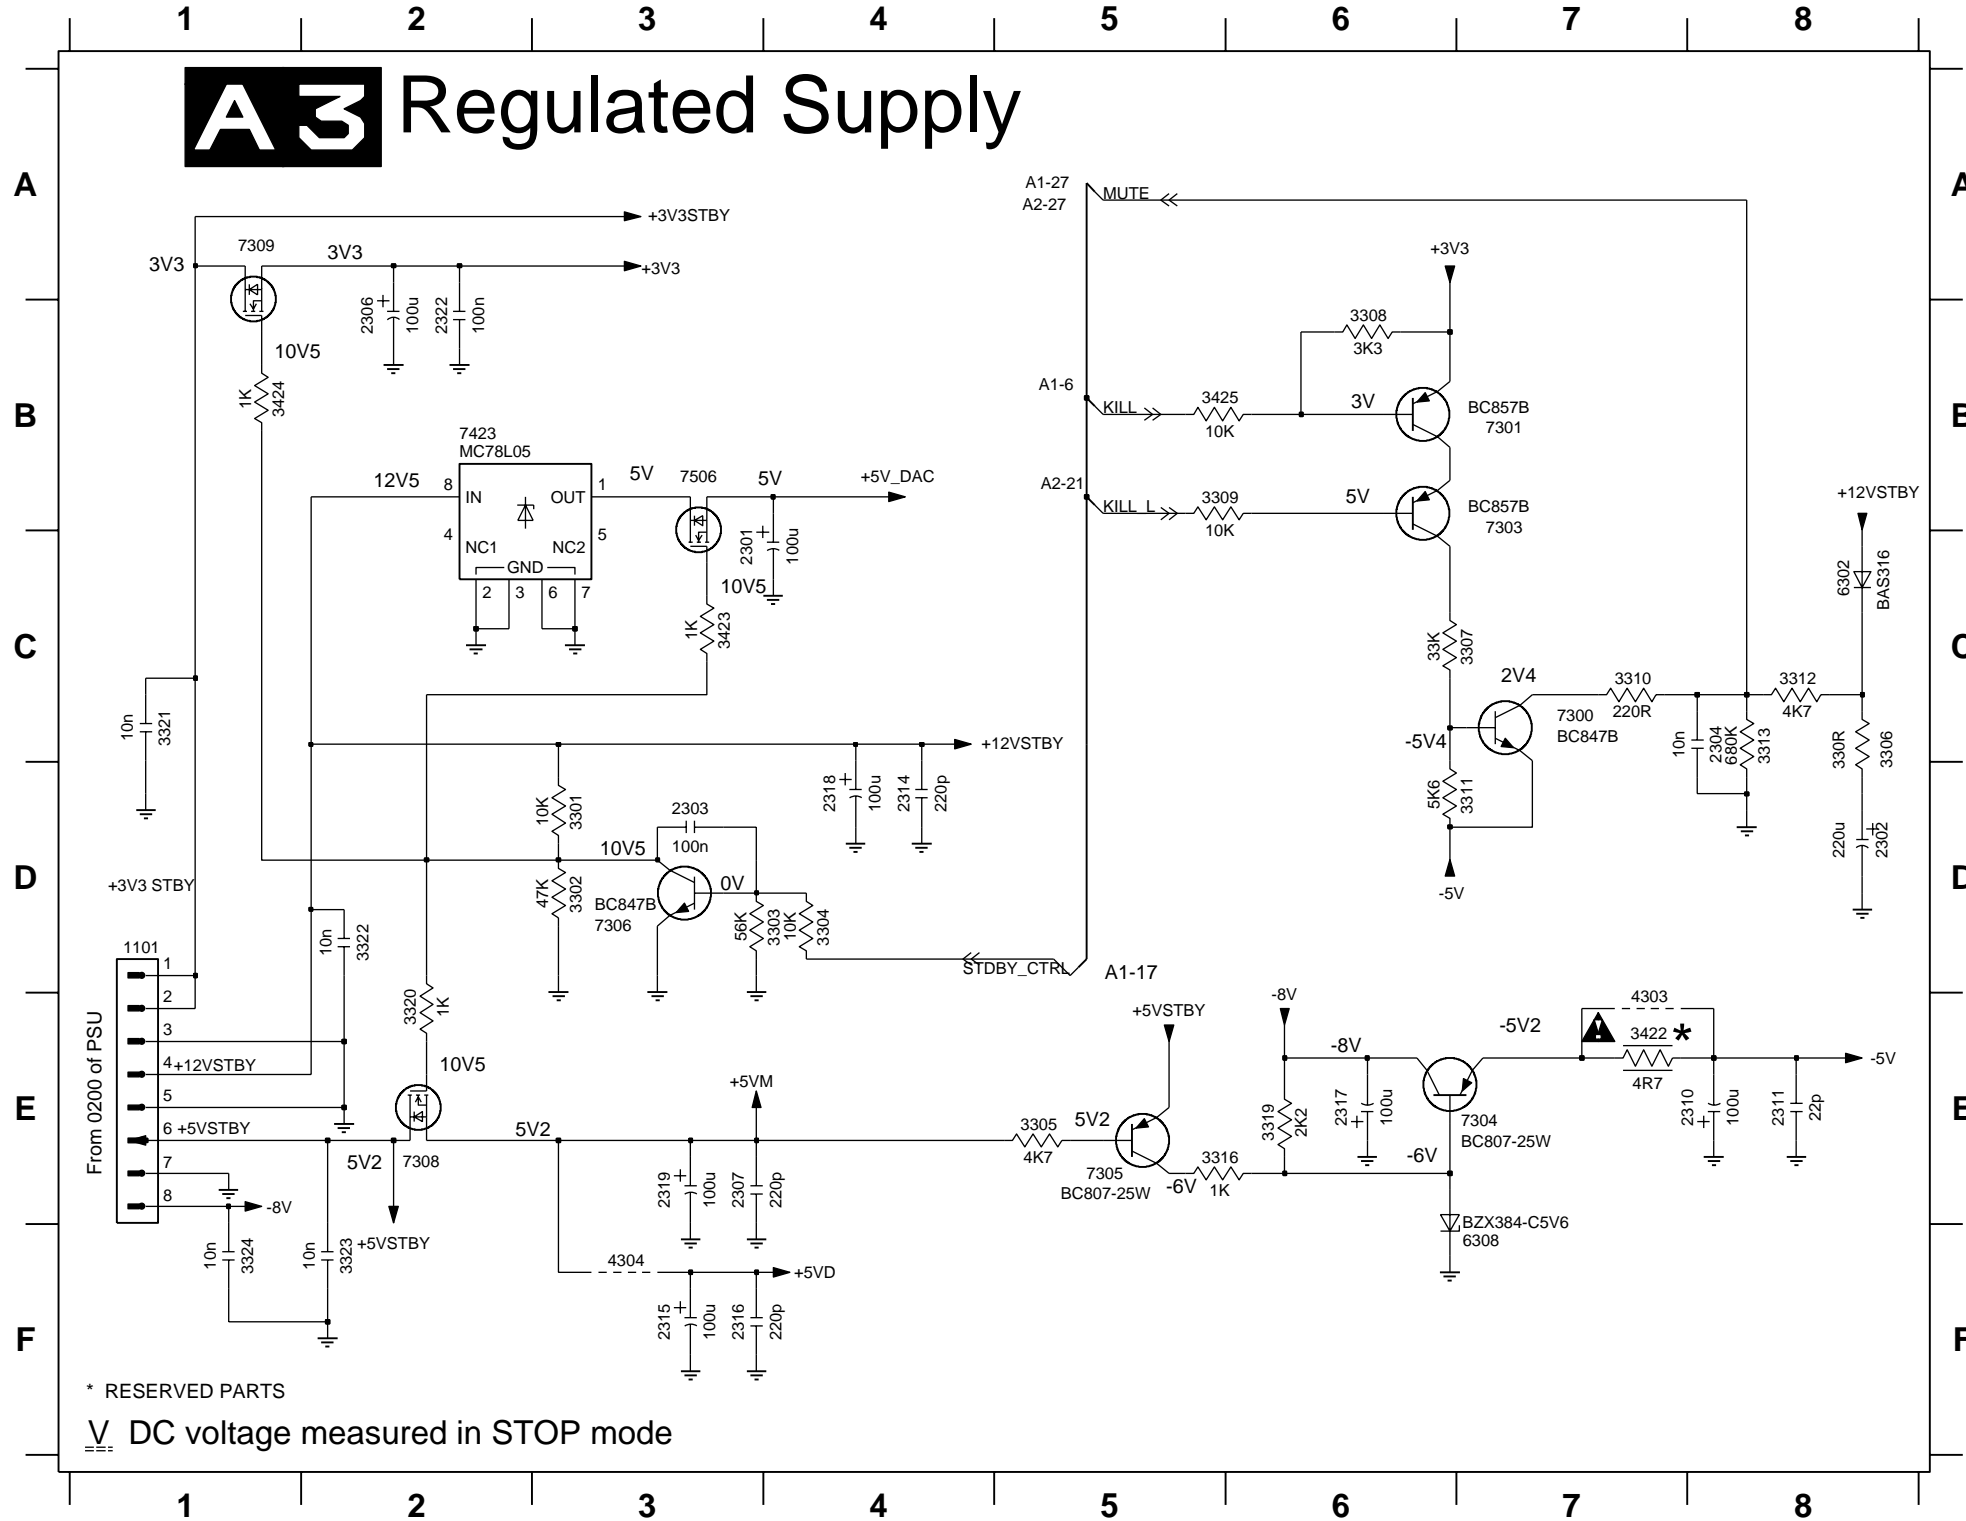 1 2 3 4 5 6 7 8
A3 Regulated Supply
A A
A1-27
A2-27
MUTE
+3V3STBY
7309
3V3
3V3
+3V3
+3V3
2306
+
100u
2322
100n
10V5
1K
3424
3308
3K3
B B
A1-6
KILL
3425
10K
3V
BC857B
7301
7423
MC78L05
12V5
8
IN
OUT
1
5V
7506
5V
+5V_DAC
4
NC1
NC2
5
GND
2
3
6
7
2301
+
100u
10V5
1K
3423
A2-21
KILL_L
3309
10K
5V
BC857B
7303
+12VSTBY
6302
BAS316
C C
33K
3307
2V4
3310
220R
3312
4K7
7300
BC847B
-5V4
10n
2304
680K
3313
330R
3306
10n
3321
+12VSTBY
5K6
3311
-5V
220u
+
2302
10K
3301
2303
100n
2318
+
100u
2314
220p
D D
10V5
47K
3302
BC847B
7306
0V
56K
3303
10K
3304
STDBY_CTRL
A1-17
+3V3 STBY
1101
10n
3322
1
2
3
4 +12VSTBY
5
6 +5VSTBY
7
8
-8V
From 0200 of PSU
3320
1K
10V5
5V2
7308
+5VSTBY
E E
+5VM
5V2
3305
4K7
5V2
+5VSTBY
7305
BC807-25W
-6V
3316
1K
-8V
-8V
3319
2K2
2317
+
100u
-5V2
4303
3422 *
4R7
-5V
7304
BC807-25W
-6V
2310
+
100u
2311
22p
BZX384-C5V6
6308
2319
+
100u
2307
220p
10n
3324
10n
3323
4304
+5VD
2315
+
100u
2316
220p
F F
* RESERVED PARTS
V DC voltage measured in STOP mode
1 2 3 4 5 6 7 8